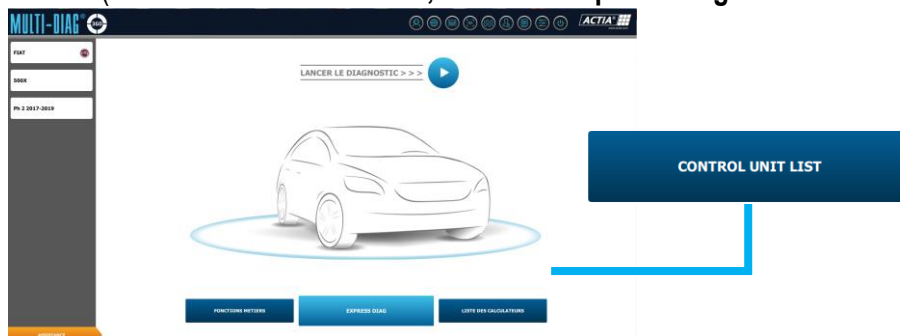 MULTI-DIAG® 360
ACTIA®
FIAT
500X
Ph 2 2017-2019
LANCER LE DIAGNOSTIC > > >
CONTROL UNIT LIST
FONCTIONS METIERS
EXPRESS DIAG
LISTE DES CALCULATEURS